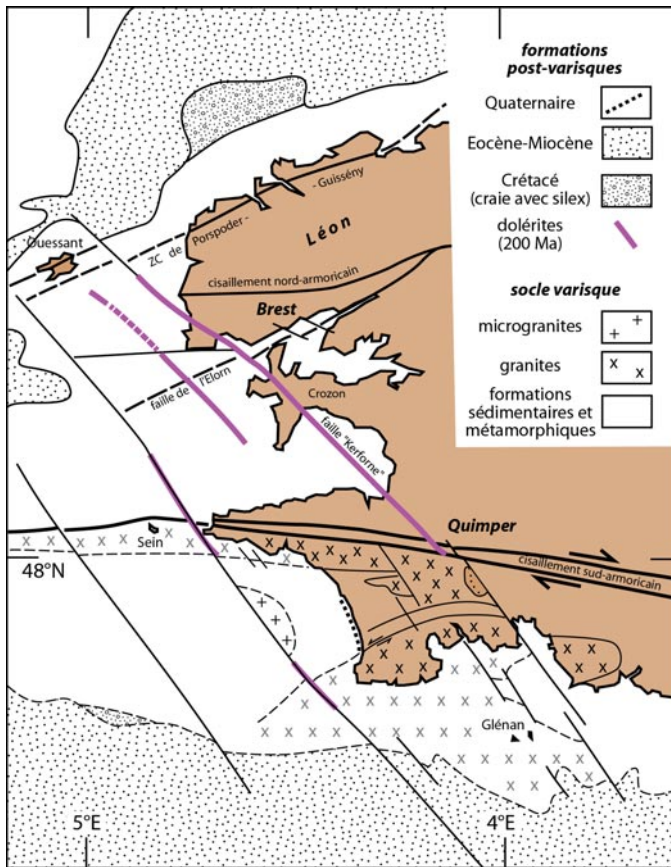 formations
post-varisques
Quaternaire
Eocène-Miocène
Crétacé
(craie avec silex)
dolérites
(200 Ma)
socle varisque
microgranites
granites
formations
sédimentaires et
métamorphiques
Ouessant
ZC de Porspoder - - Guissény -
Léon
cisaillement nord-armoricain
Brest
faille de l'Elorn
Crozon
faille "Kerforne"
Quimper
Sein
48°N
cisaillement sud-armoricain
Glénan
5°E
4°E